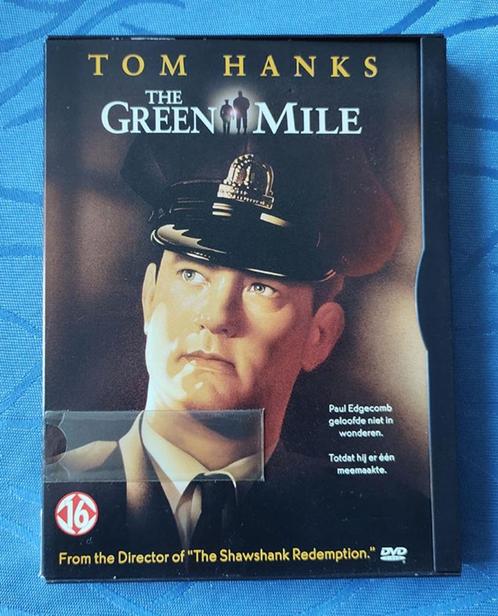 TOM HANKS
THE
GREEN MILE
Paul Edgecomb
geloofde niet in
wonderen.
Totdat hij er één
meemaakte.
16
From the Director of "The Shawshank Redemption."
DVD